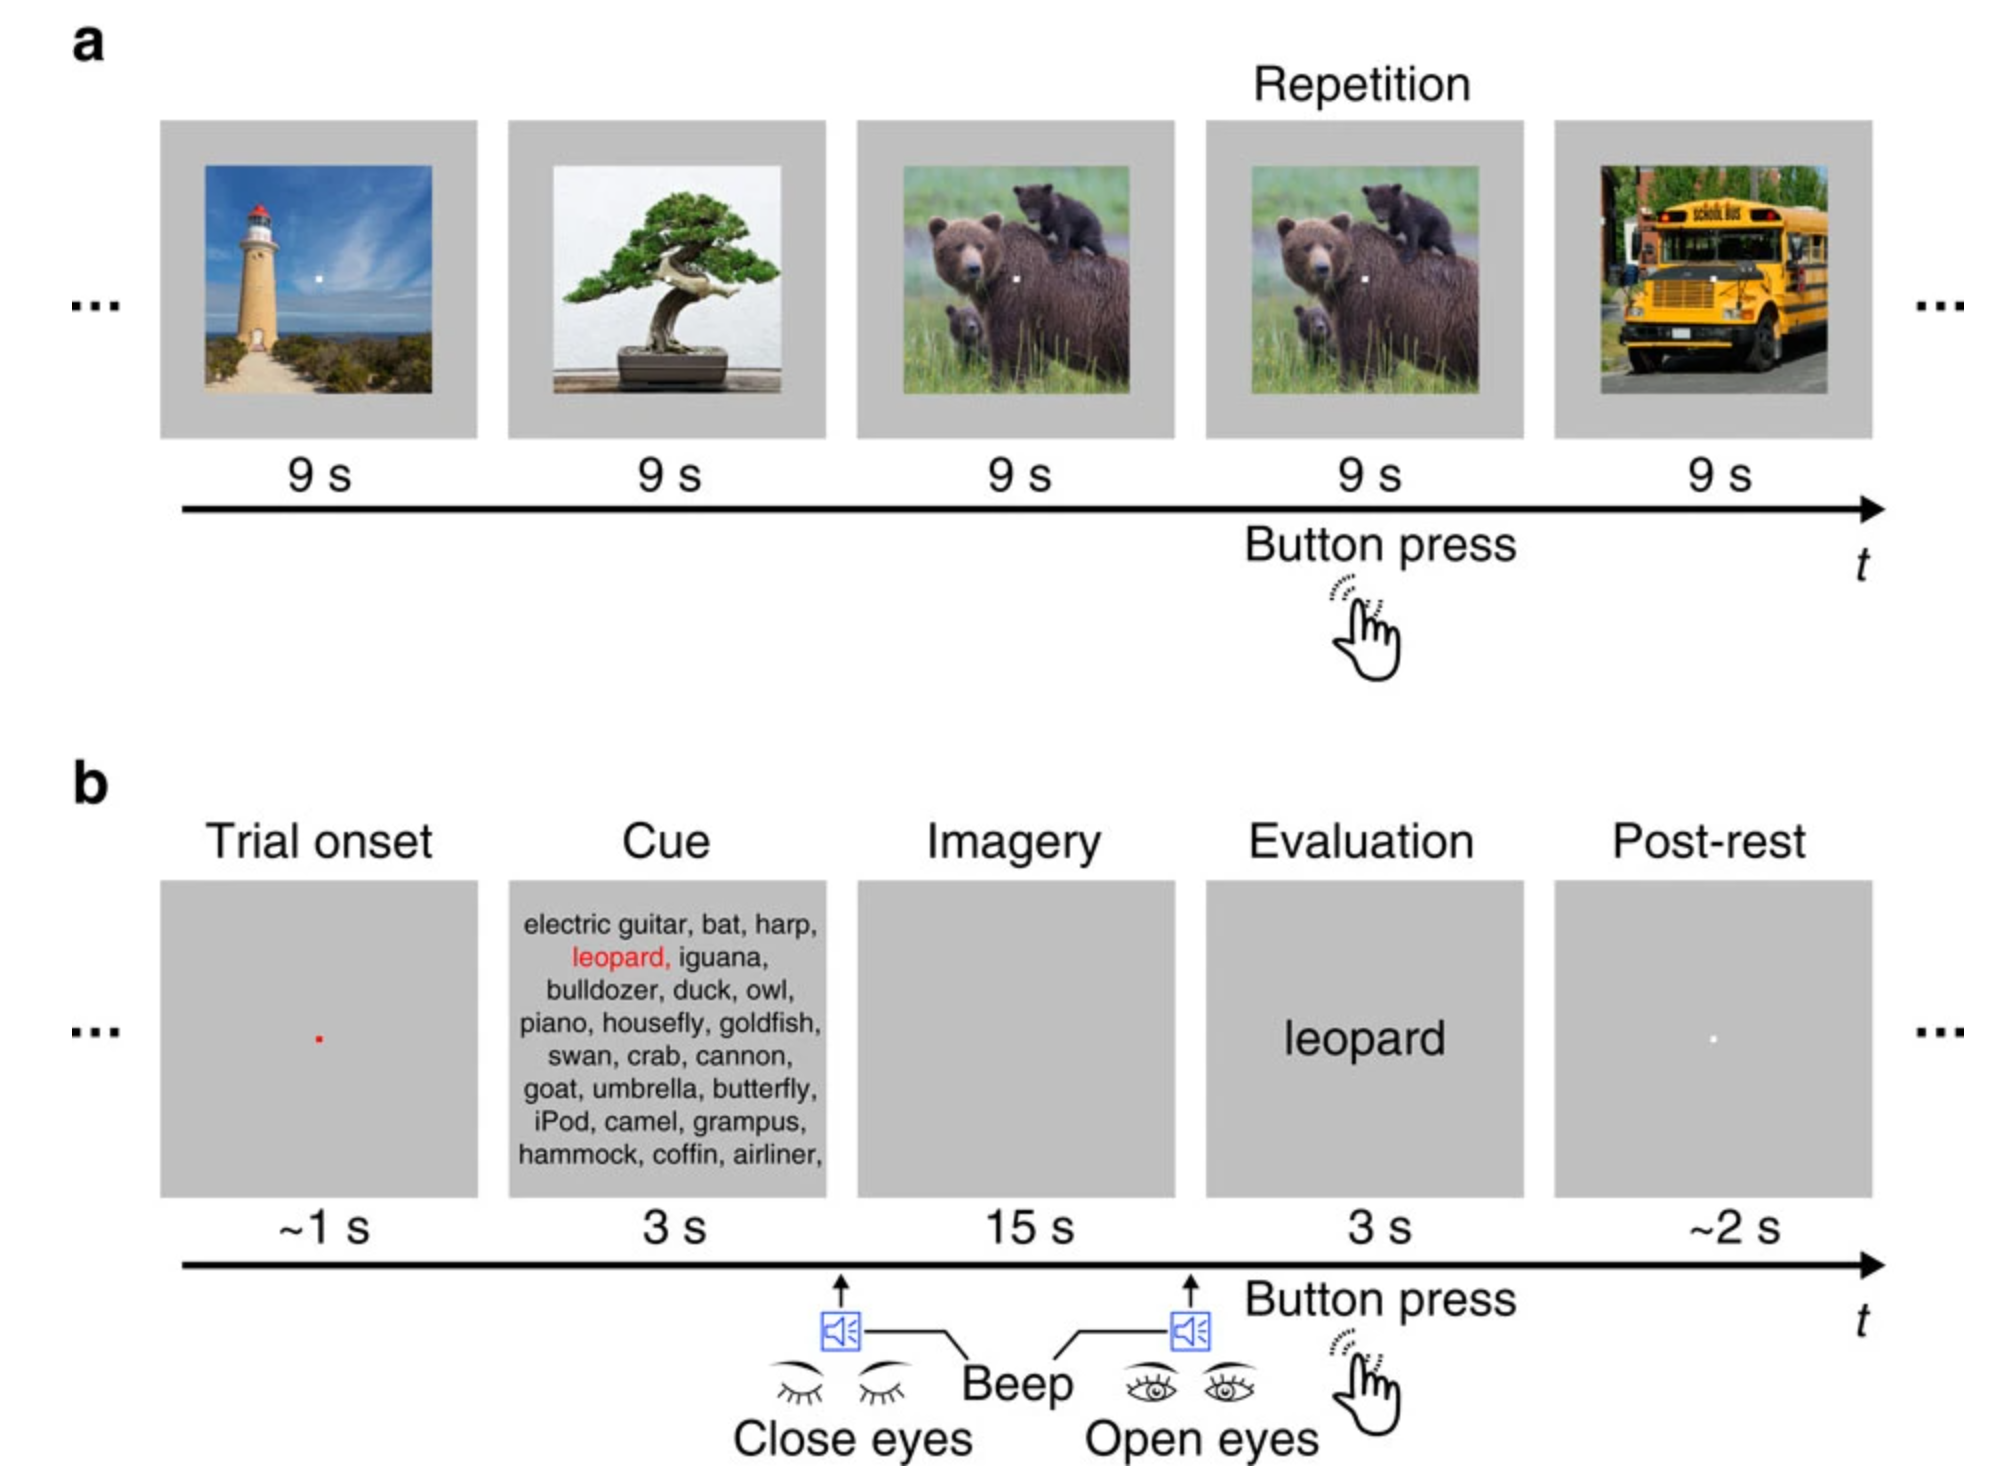 a
Repetition
SCHOOL BUS
...
...
9 s
9 s
9 s
9 s
9 s
Button press
t
b
Trial onset
Cue
Imagery
Evaluation
Post-rest
electric guitar, bat, harp,
leopard, iguana,
bulldozer, duck, owl,
piano, housefly, goldfish,
swan, crab, cannon,
goat, umbrella, butterfly,
iPod, camel, grampus,
hammock, coffin, airliner,
leopard
...
...
~1 s
3 s
15 s
3 s
~2 s
Button press
t
Beep
Close eyes
Open eyes